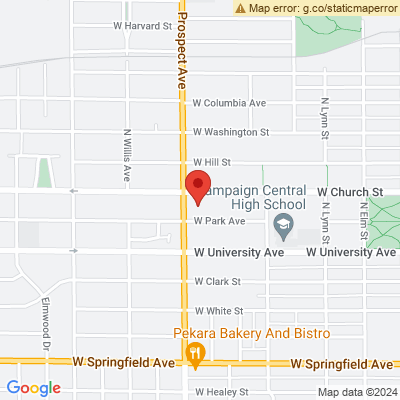 Map error: g.co/staticmaperror
W Harvard St
Prospect Ave
W Columbia Ave
N Lynn St
W Washington St
N Willis Ave
W Hill St
W Church St
Campaign Central
High School
W Park Ave
N Lynn St
N Elm St
W University Ave
W University Ave
W Clark St
Elmwood Dr
W White St
Pekara Bakery And Bistro
W Springfield Ave
W Springfield Ave
Google
W Healey St
Map data ©2024